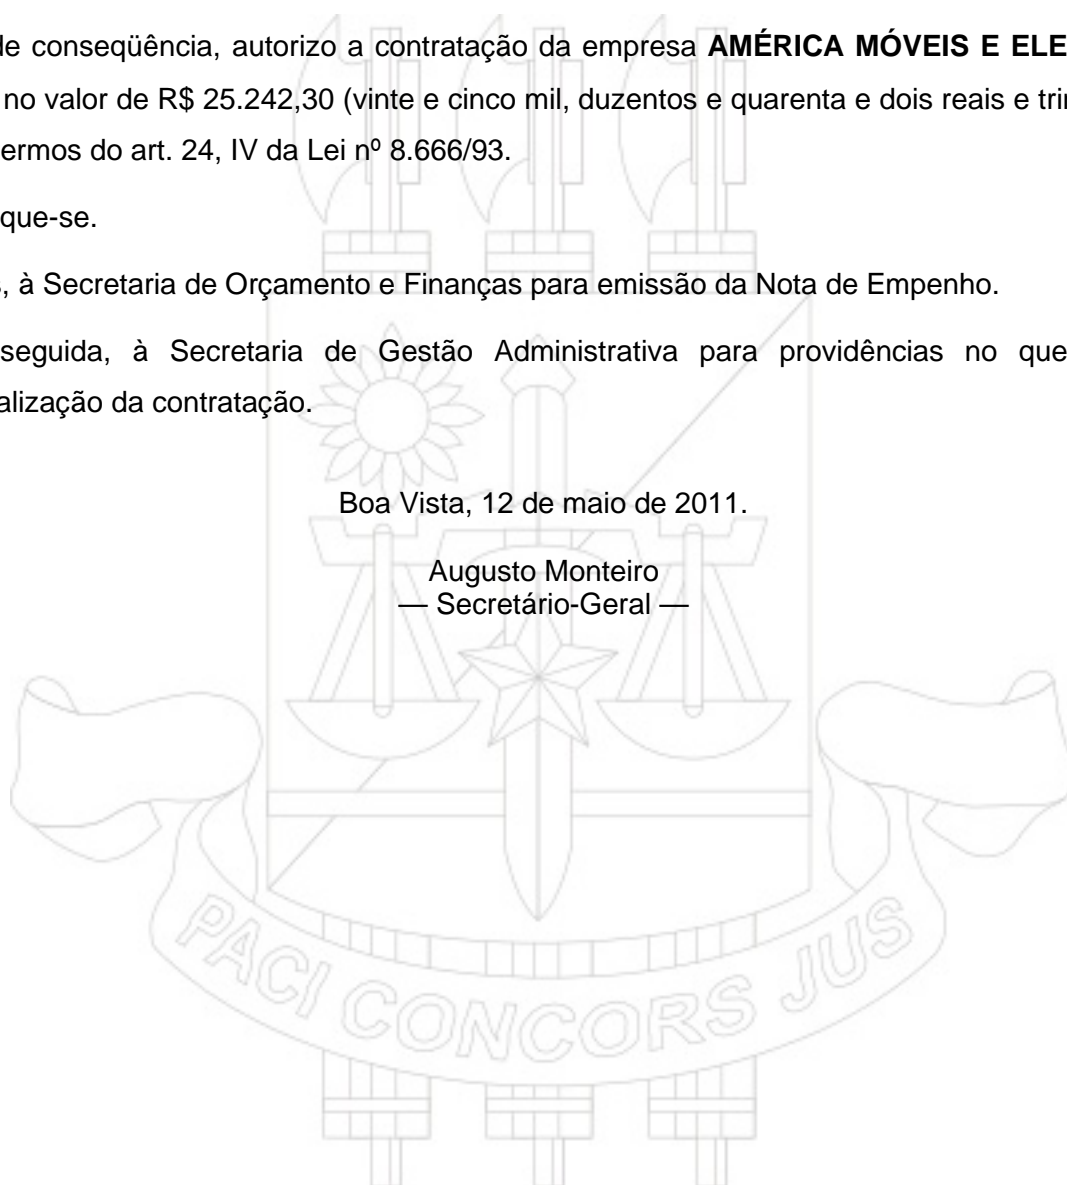 de conseqüência, autorizo a contratação da empresa AMÉRICA MÓVEIS E ELE
no valor de R$ 25.242,30 (vinte e cinco mil, duzentos e quarenta e dois reais e trin
ermos do art. 24, IV da Lei nº 8.666/93.
que-se.
s, à Secretaria de Orçamento e Finanças para emissão da Nota de Empenho.
seguida, à Secretaria de Gestão Administrativa para providências no que
alização da contratação.
Boa Vista, 12 de maio de 2011.
Augusto Monteiro
— Secretário-Geral —
PACI CONCORS JUS